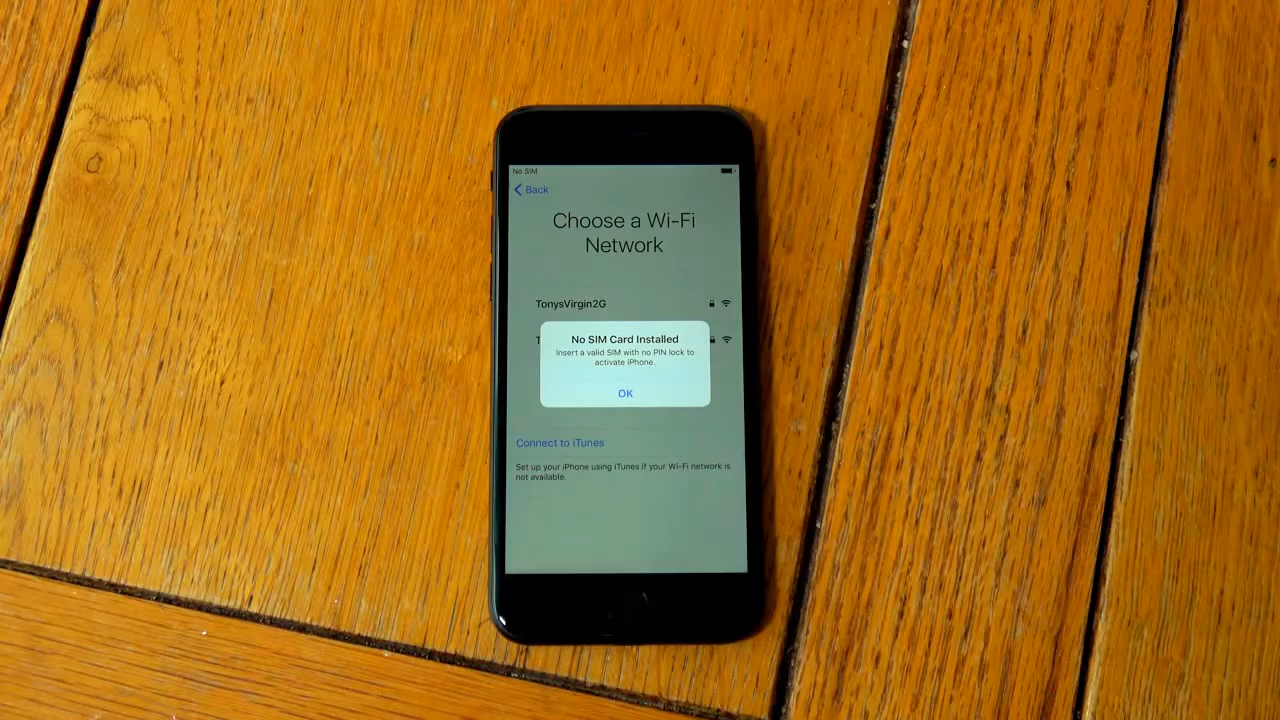 No SIM
Back
Choose a Wi-Fi
Network
TonysVirgin2G
No SIM Card Installed
Insert a valid SIM with no PIN lock to
activate iPhone.
OK
Connect to iTunes
Set up your iPhone using iTunes if your Wi-Fi network is
not available.